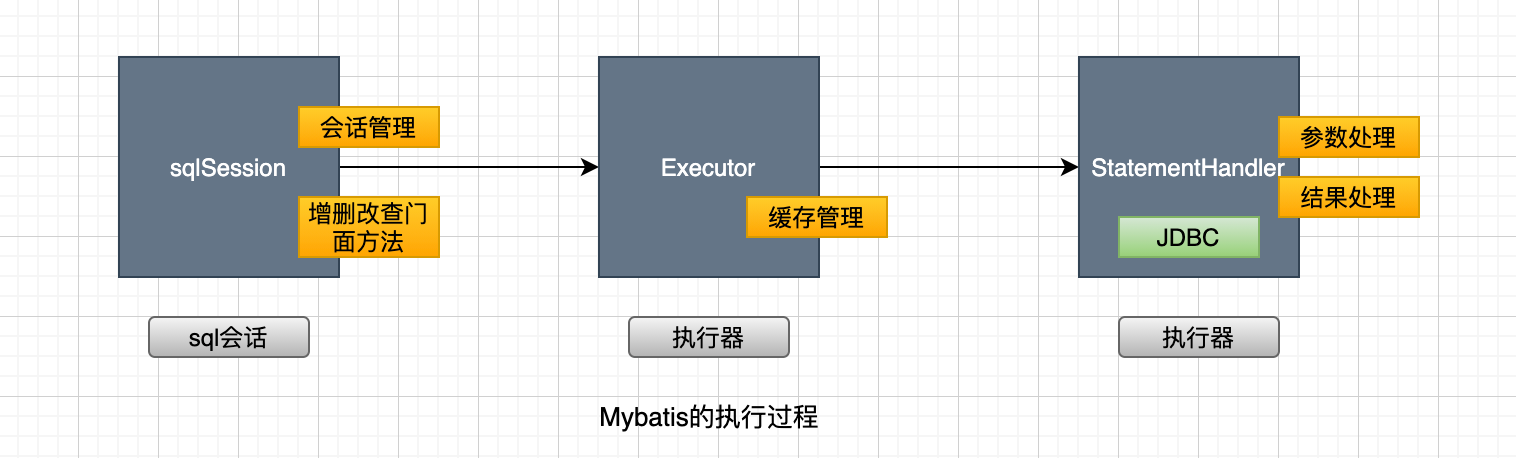 会话管理
sqlSession
增删改查门
面方法
sql会话
Executor
缓存管理
执行器
参数处理
StatementHandler
结果处理
JDBC
执行器
Mybatis的执行过程